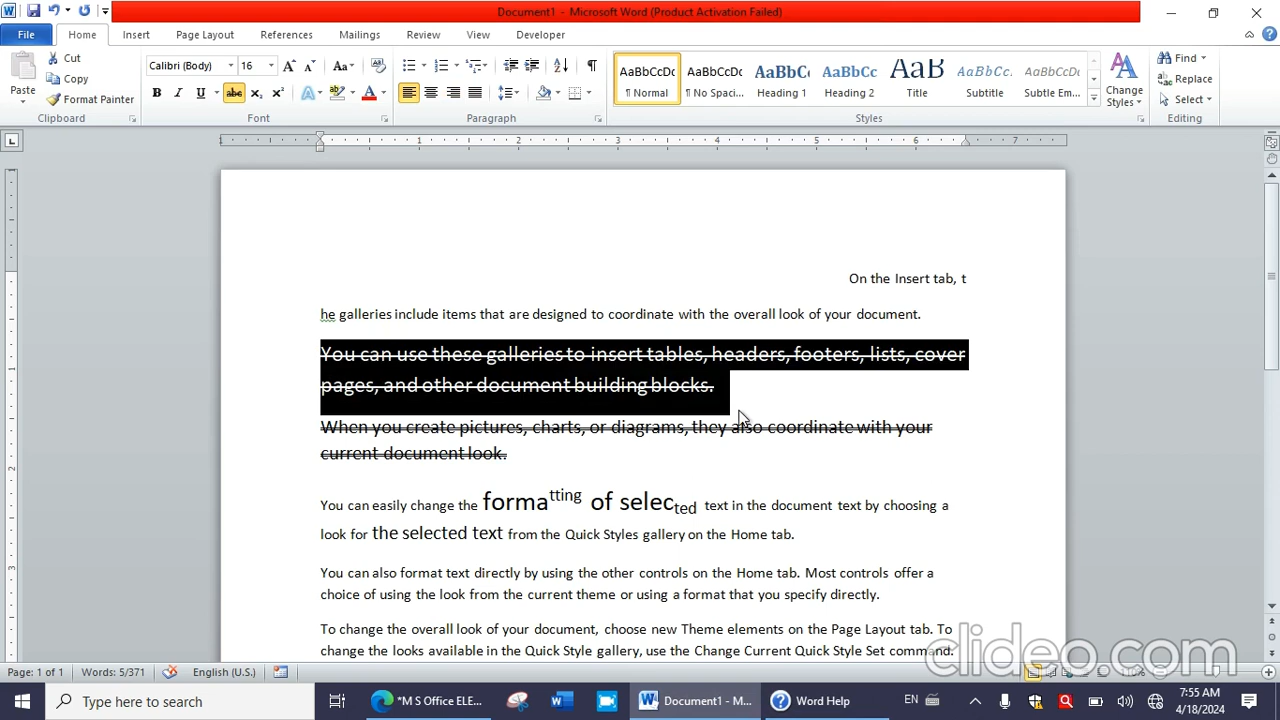 Document1 - Microsoft Word (Product Activation Failed)
File Home Insert Page Layout References Mailings Review View Developer
Paste Cut Copy Format Painter
Calibri (Body) 16
AaBbCcDc AaBbCcDc AaBbC AaBbCc AaB AaBbCcD AaBbCcDc
¶ Normal ¶ No Spaci... Heading 1 Heading 2 Title Subtitle Subtle Em...
Change Styles
Find Replace Select
Clipboard Font Paragraph Styles Editing
1 1 2 3 4 5 6 7
On the Insert tab, t
he galleries include items that are designed to coordinate with the overall look of your document.
You can use these galleries to insert tables, headers, footers, lists, cover
pages, and other document building blocks.
When you create pictures, charts, or diagrams, they also coordinate with your
current document look.
You can easily change the formatting of selected text in the document text by choosing a
look for the selected text from the Quick Styles gallery on the Home tab.
You can also format text directly by using the other controls on the Home tab. Most controls offer a
choice of using the look from the current theme or using a format that you specify directly.
To change the overall look of your document, choose new Theme elements on the Page Layout tab. To
change the looks available in the Quick Style gallery, use the Change Current Quick Style Set command.
clideo.com
Page: 1 of 1 Words: 5/371 English (U.S.)
Type here to search
*M S Office ELE... Document1 - M... Word Help
EN
7:55 AM
4/18/2024